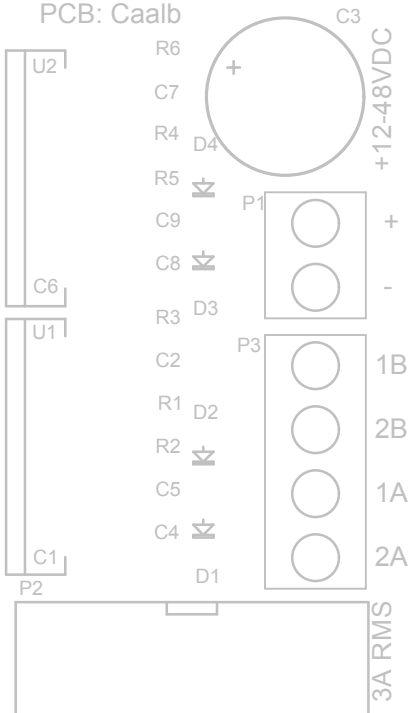 PCB: Caalb
C3
R6
+12-48VDC
U2
C7
R4
D4
R5
P1
C9
+
C8
C6
-
R3
D3
U1
P3
C2
1B
R1
D2
2B
R2
C5
1A
C4
C1
2A
D1
P2
3A RMS
+